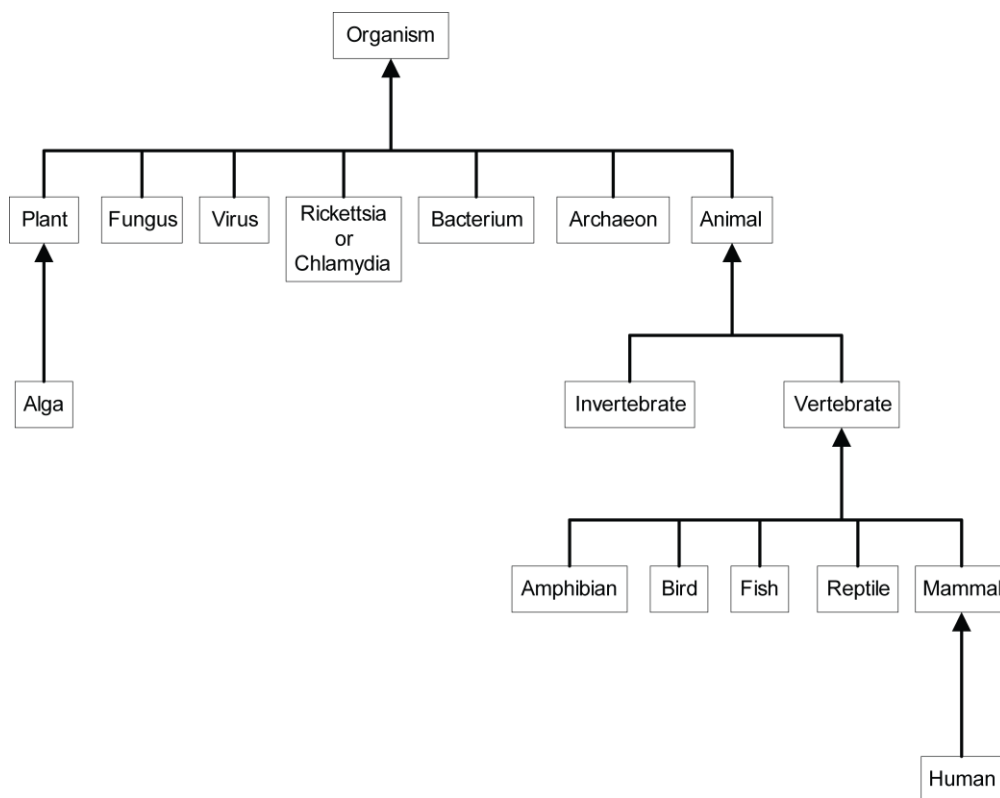 Organism
Plant
Fungus
Virus
Rickettsia
or
Chlamydia
Bacterium
Archaeon
Animal
Alga
Invertebrate
Vertebrate
Amphibian
Bird
Fish
Reptile
Mammal
Human